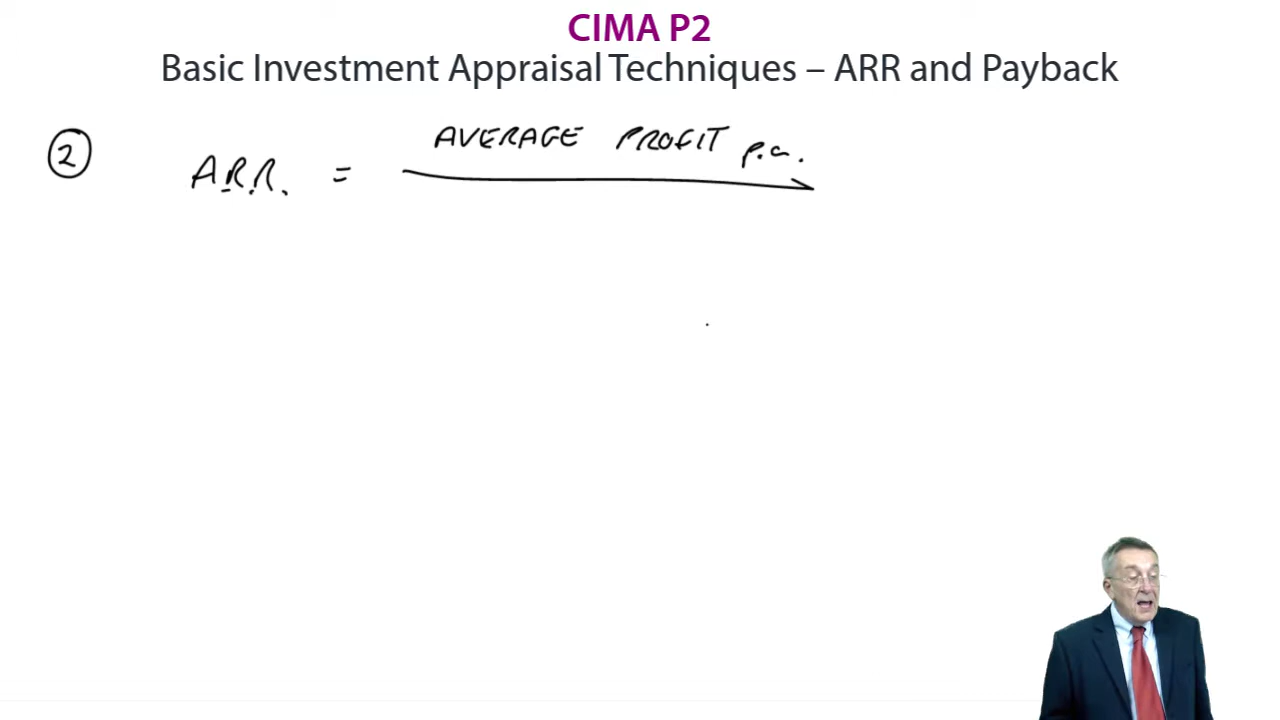 CIMA P2
Basic Investment Appraisal Techniques – ARR and Payback
② A.R.R. = AVERAGE PROFIT p.a.